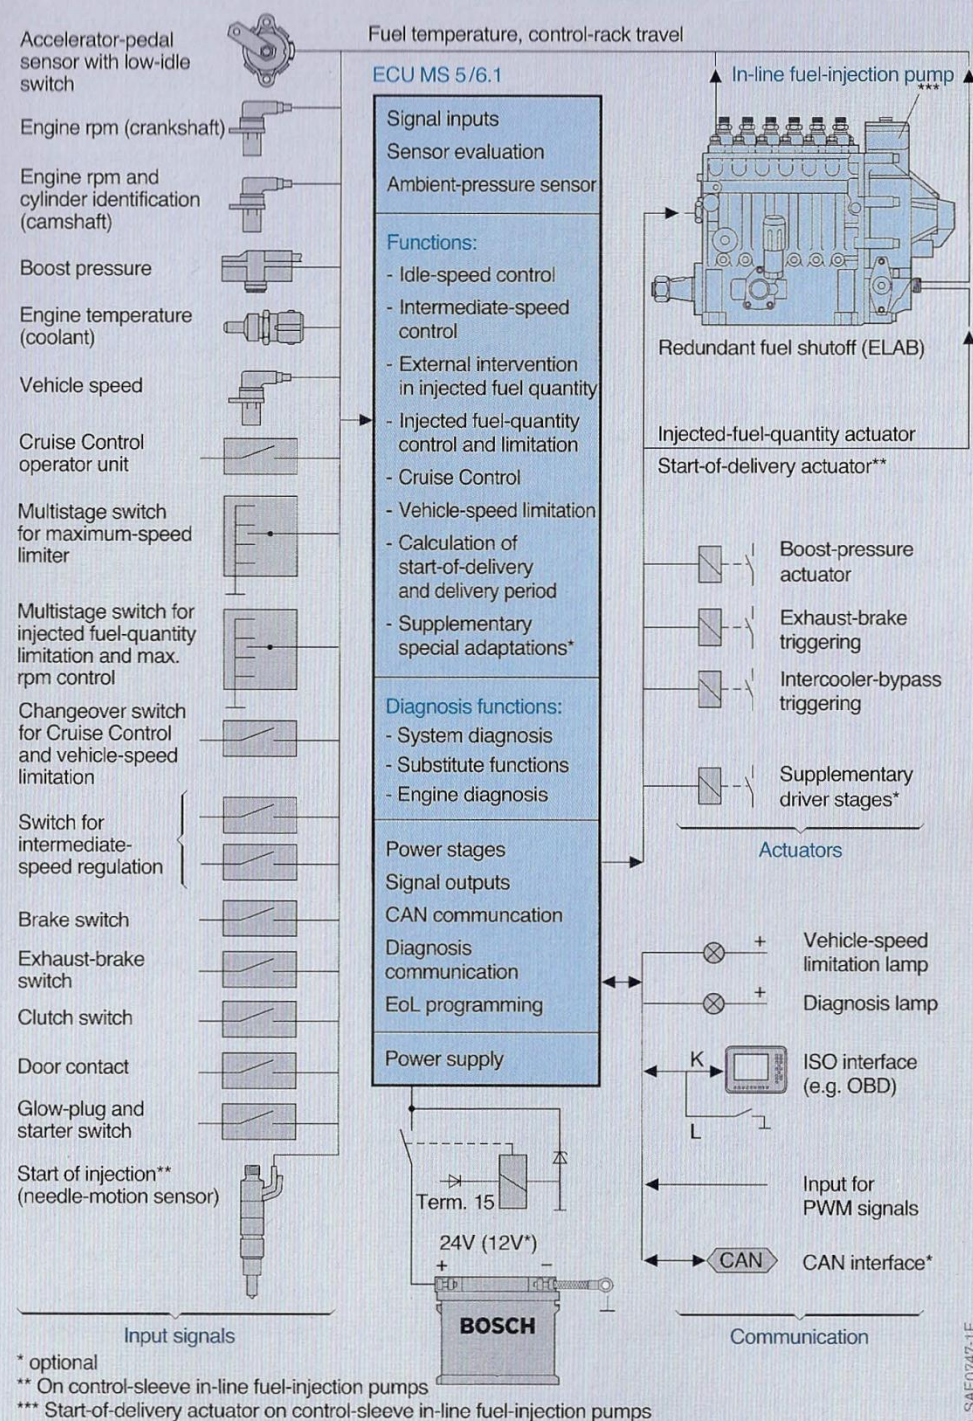 Accelerator-pedal
sensor with low-idle
switch
Engine rpm (crankshaft)
Engine rpm and
cylinder identification
(camshaft)
Boost pressure
Engine temperature
(coolant)
Vehicle speed
Cruise Control
operator unit
Multistage switch
for maximum-speed
limiter
Multistage switch for
injected fuel-quantity
limitation and max.
rpm control
Changeover switch
for Cruise Control
and vehicle-speed
limitation
Switch for
intermediate-
speed regulation
Brake switch
Exhaust-brake
switch
Clutch switch
Door contact
Glow-plug and
starter switch
Start of injection**
(needle-motion sensor)
Input signals
Fuel temperature, control-rack travel
ECU MS 5/6.1
Signal inputs
Sensor evaluation
Ambient-pressure sensor
Functions:
- Idle-speed control
- Intermediate-speed
control
- External intervention
in injected fuel quantity
- Injected fuel-quantity
control and limitation
- Cruise Control
- Vehicle-speed limitation
- Calculation of
start-of-delivery
and delivery period
- Supplementary
special adaptations*
Diagnosis functions:
- System diagnosis
- Substitute functions
- Engine diagnosis
Power stages
Signal outputs
CAN communcation
Diagnosis
communication
EoL programming
Power supply
Term. 15
24V (12V*)
+ –
BOSCH
In-line fuel-injection pump
***
Redundant fuel shutoff (ELAB)
Injected-fuel-quantity actuator
Start-of-delivery actuator**
Boost-pressure
actuator
Exhaust-brake
triggering
Intercooler-bypass
triggering
Supplementary
driver stages*
Actuators
+
Vehicle-speed
limitation lamp
+
Diagnosis lamp
K
ISO interface
(e.g. OBD)
L
Input for
PWM signals
CAN
CAN interface*
Communication
* optional
** On control-sleeve in-line fuel-injection pumps
*** Start-of-delivery actuator on control-sleeve in-line fuel-injection pumps